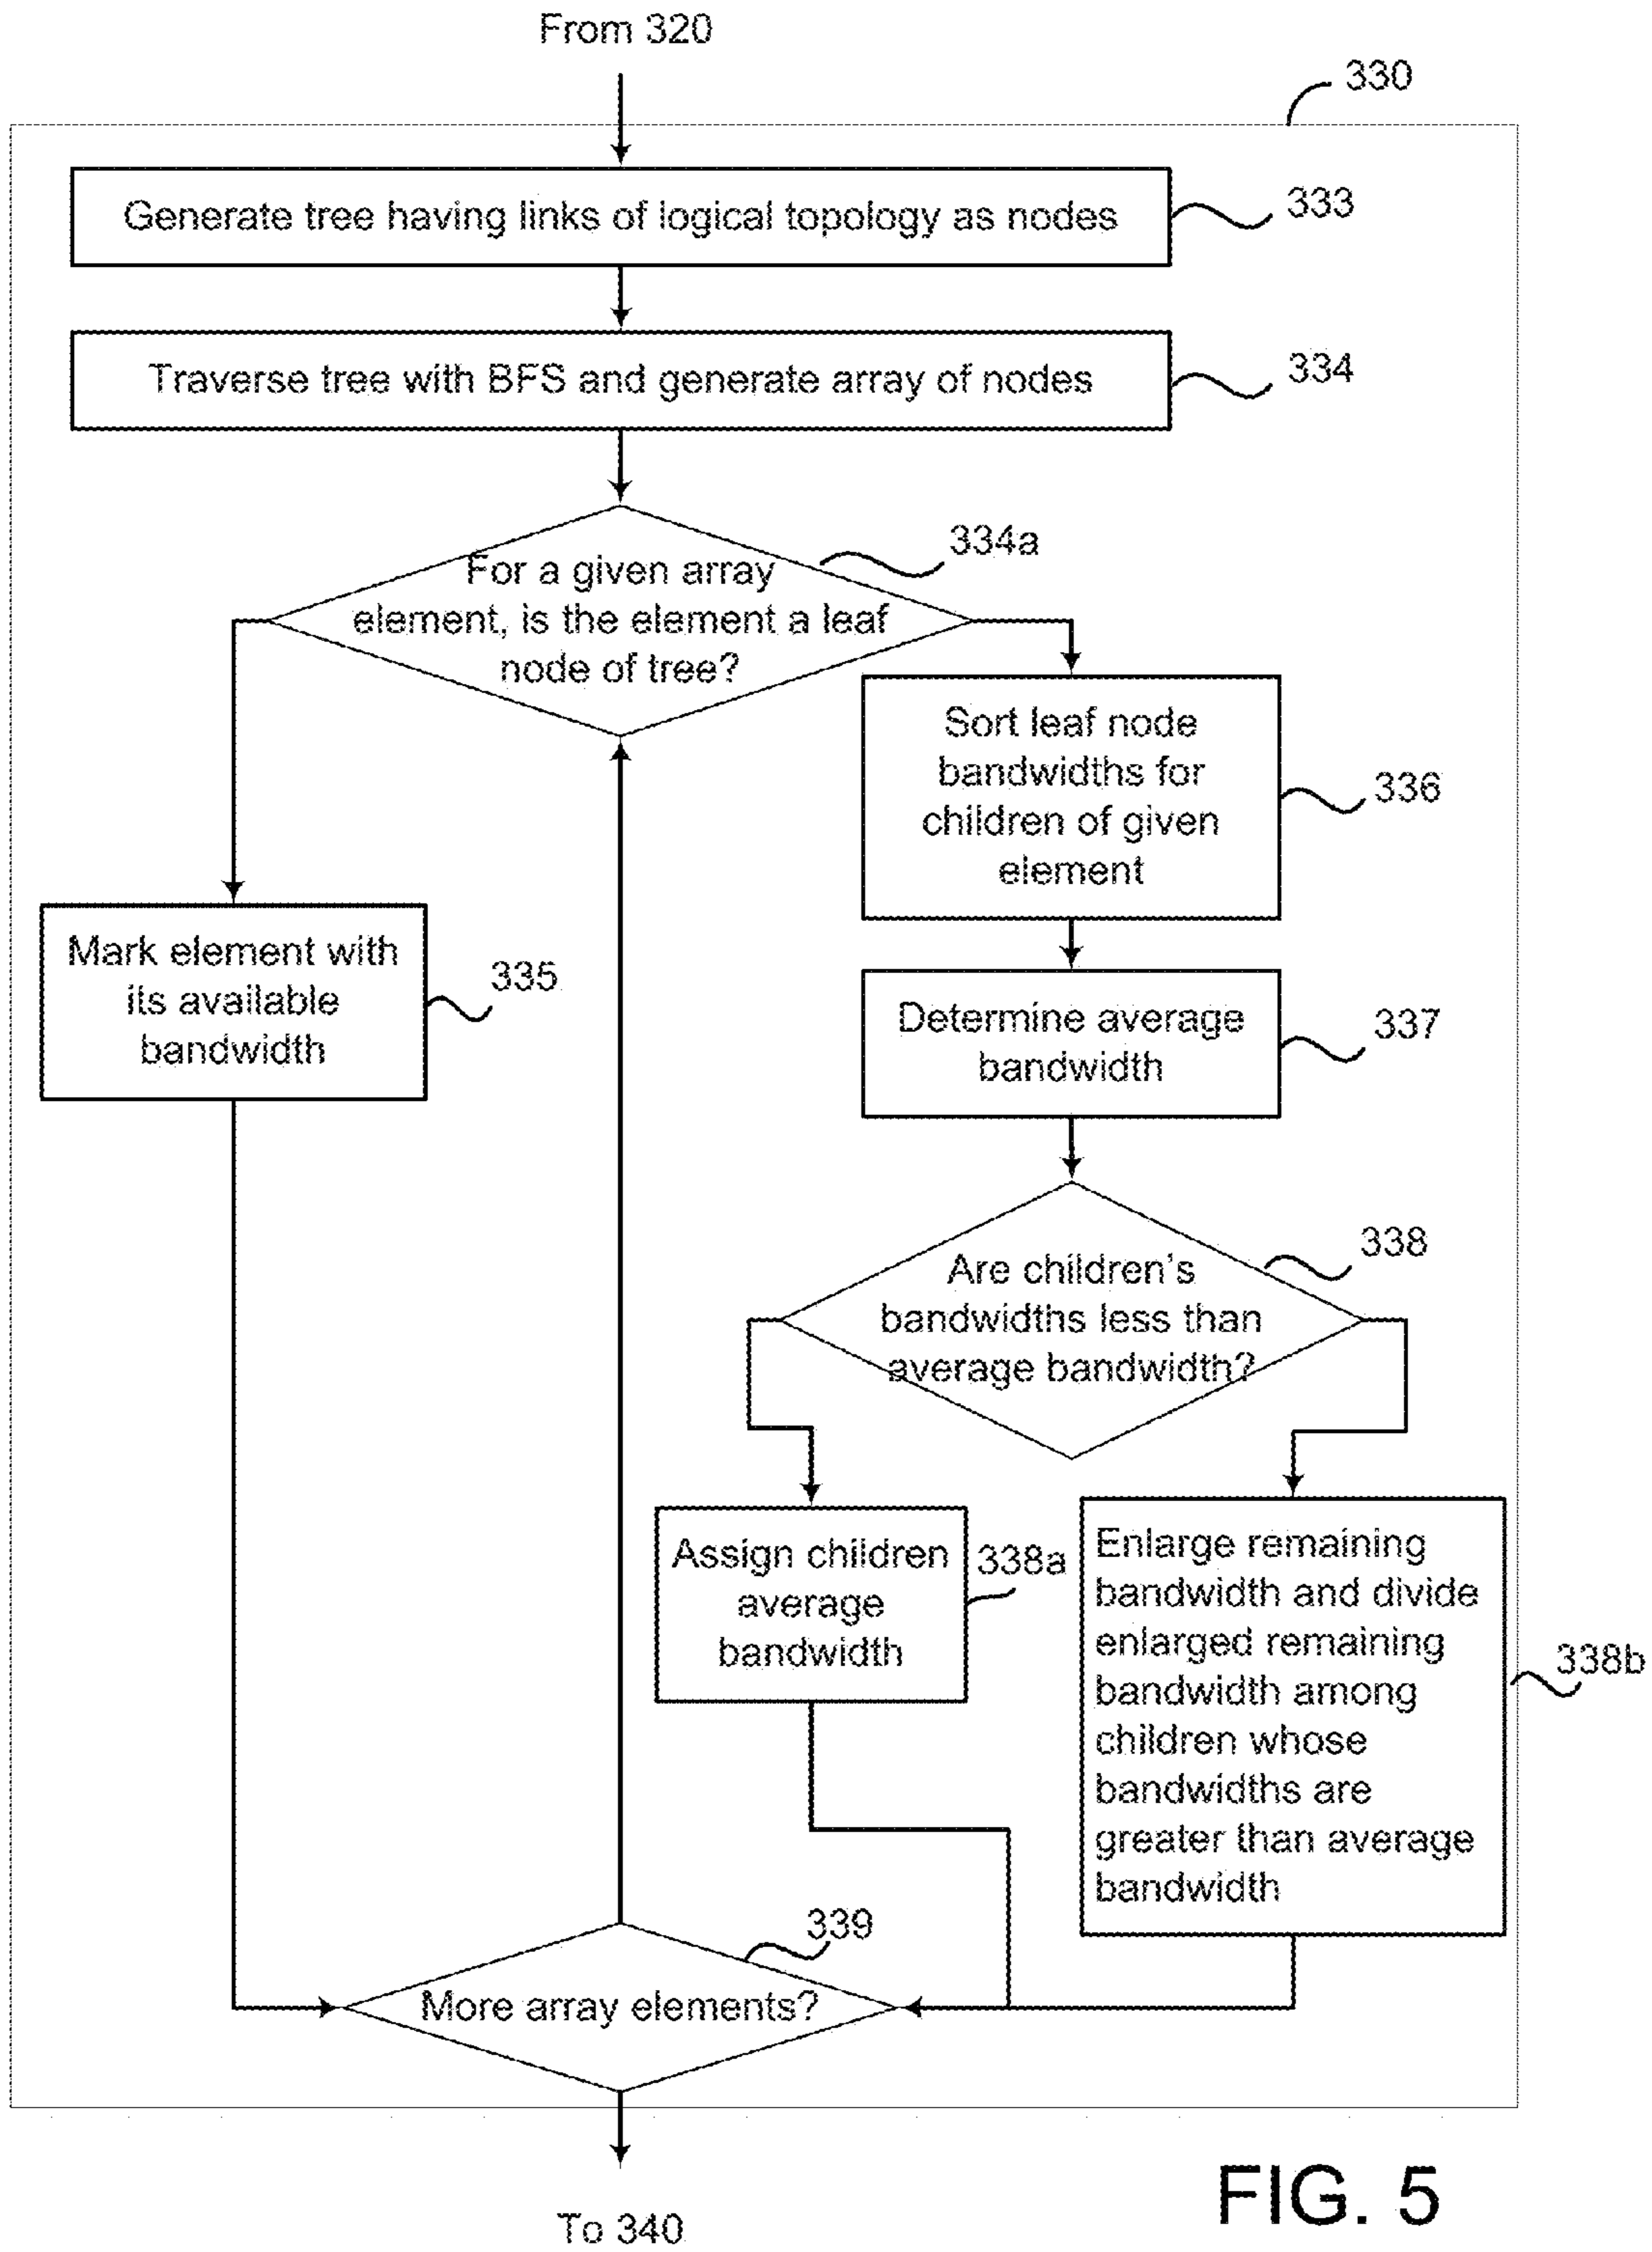 From 320
330
Generate tree having links of logical topology as nodes
333
Traverse tree with BFS and generate array of nodes
334
For a given array
element, is the element a leaf
node of tree?
334a
Sort leaf node
bandwidths for
children of given
element
336
Mark element with
its available
bandwidth
335
Determine average
bandwidth
337
Are children's
bandwidths less than
average bandwidth?
338
Assign children
average
bandwidth
338a
Enlarge remaining
bandwidth and divide
enlarged remaining
bandwidth among
children whose
bandwidths are
greater than average
bandwidth
338b
339
More array elements?
To 340
FIG. 5